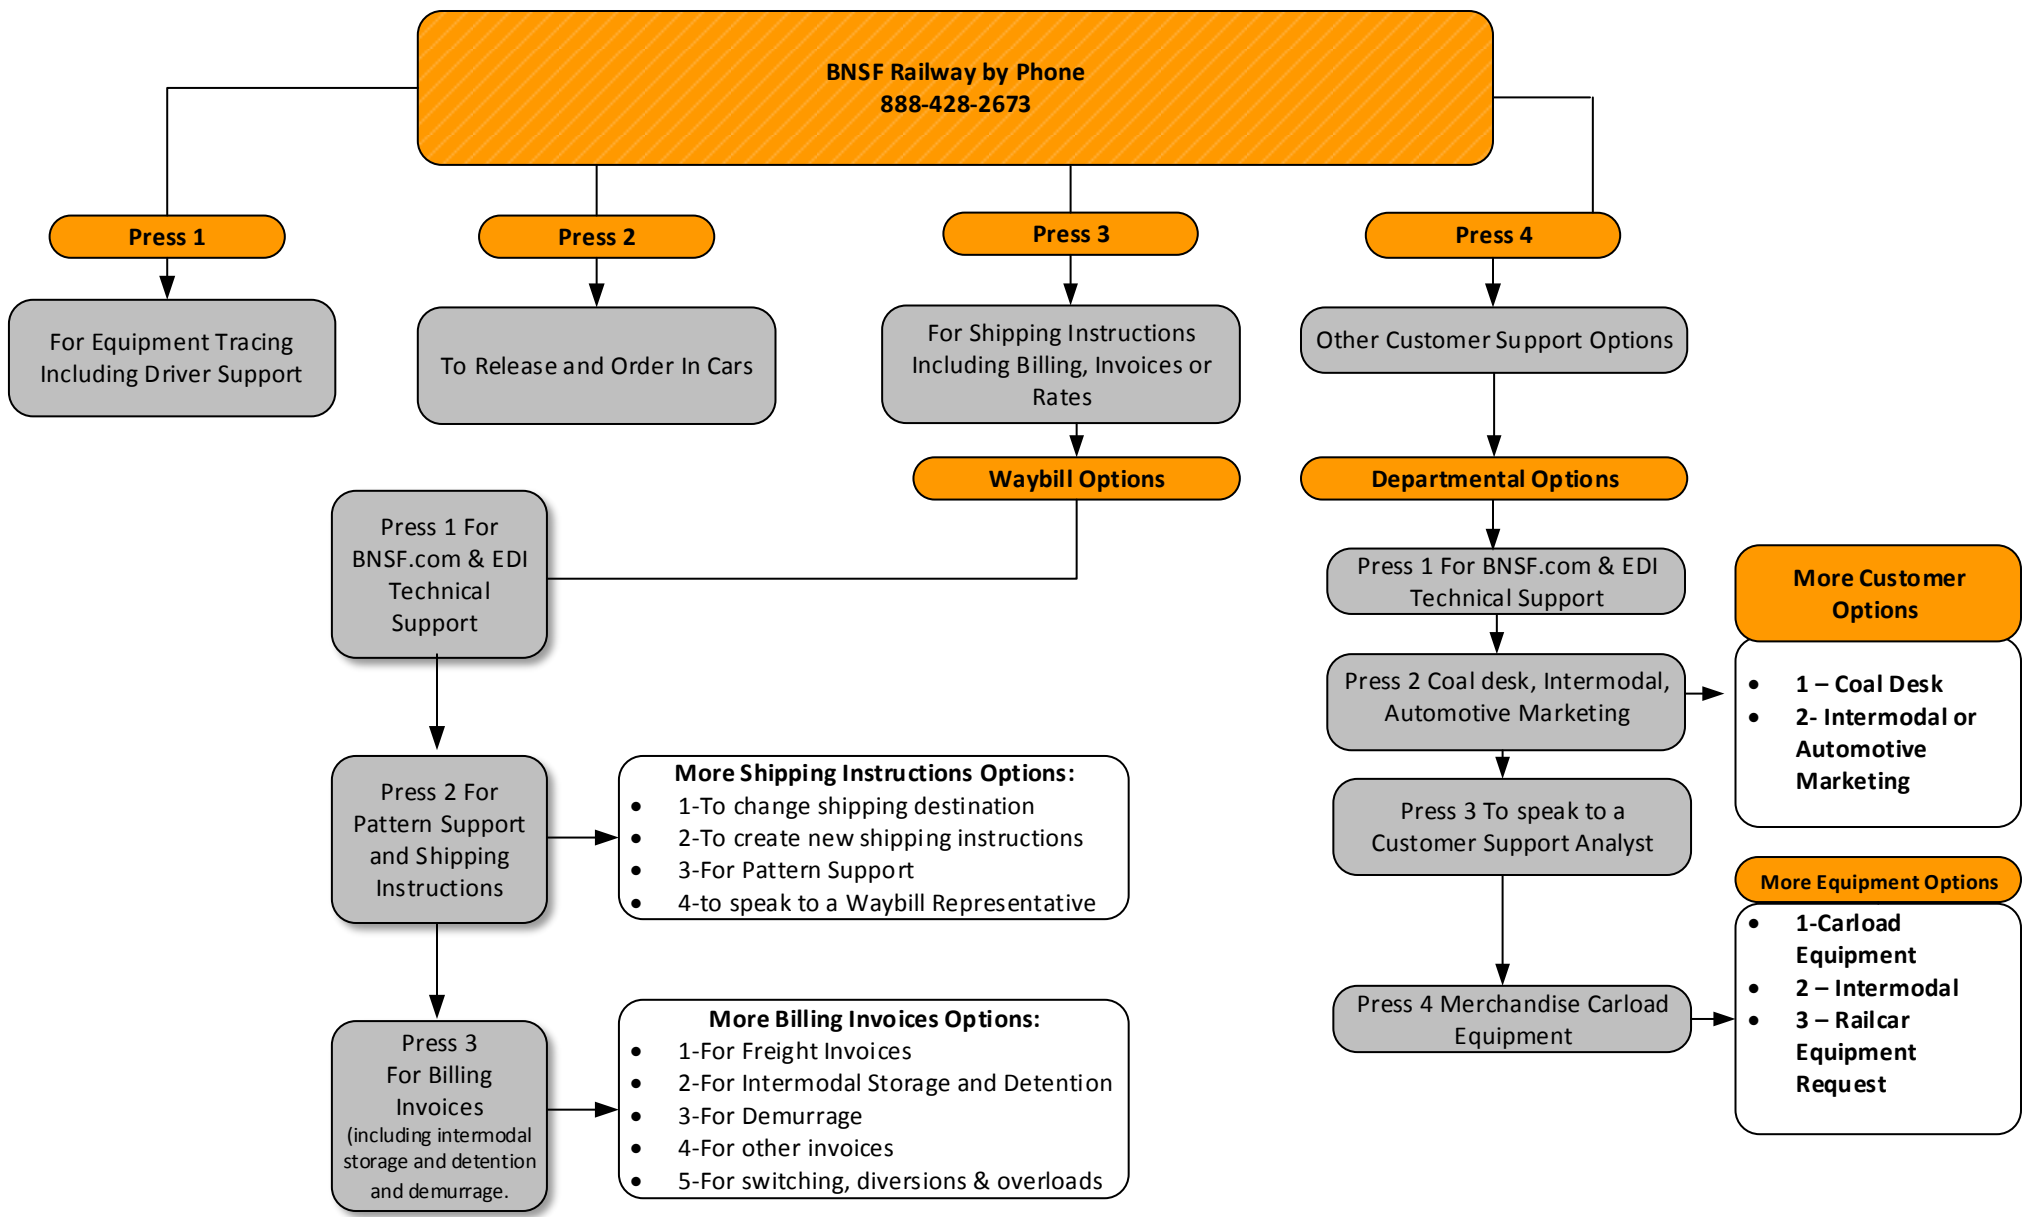 BNSF Railway by Phone
888-428-2673
Press 1
Press 2
Press 3
Press 4
For Equipment Tracing
Including Driver Support
To Release and Order In Cars
For Shipping Instructions
Including Billing, Invoices or
Rates
Other Customer Support Options
Waybill Options
Departmental Options
Press 1 For
BNSF.com & EDI
Technical
Support
Press 2 For
Pattern Support
and Shipping
Instructions
More Shipping Instructions Options:
• 1-To change shipping destination
• 2-To create new shipping instructions
• 3-For Pattern Support
• 4-to speak to a Waybill Representative
Press 3
For Billing
Invoices
(including intermodal
storage and detention
and demurrage.
More Billing Invoices Options:
• 1-For Freight Invoices
• 2-For Intermodal Storage and Detention
• 3-For Demurrage
• 4-For other invoices
• 5-For switching, diversions & overloads
Press 1 For BNSF.com & EDI
Technical Support
Press 2 Coal desk, Intermodal,
Automotive Marketing
More Customer
Options
• 1 – Coal Desk
• 2- Intermodal or
Automotive
Marketing
Press 3 To speak to a
Customer Support Analyst
Press 4 Merchandise Carload
Equipment
More Equipment Options
• 1-Carload
Equipment
• 2 – Intermodal
• 3 – Railcar
Equipment
Request